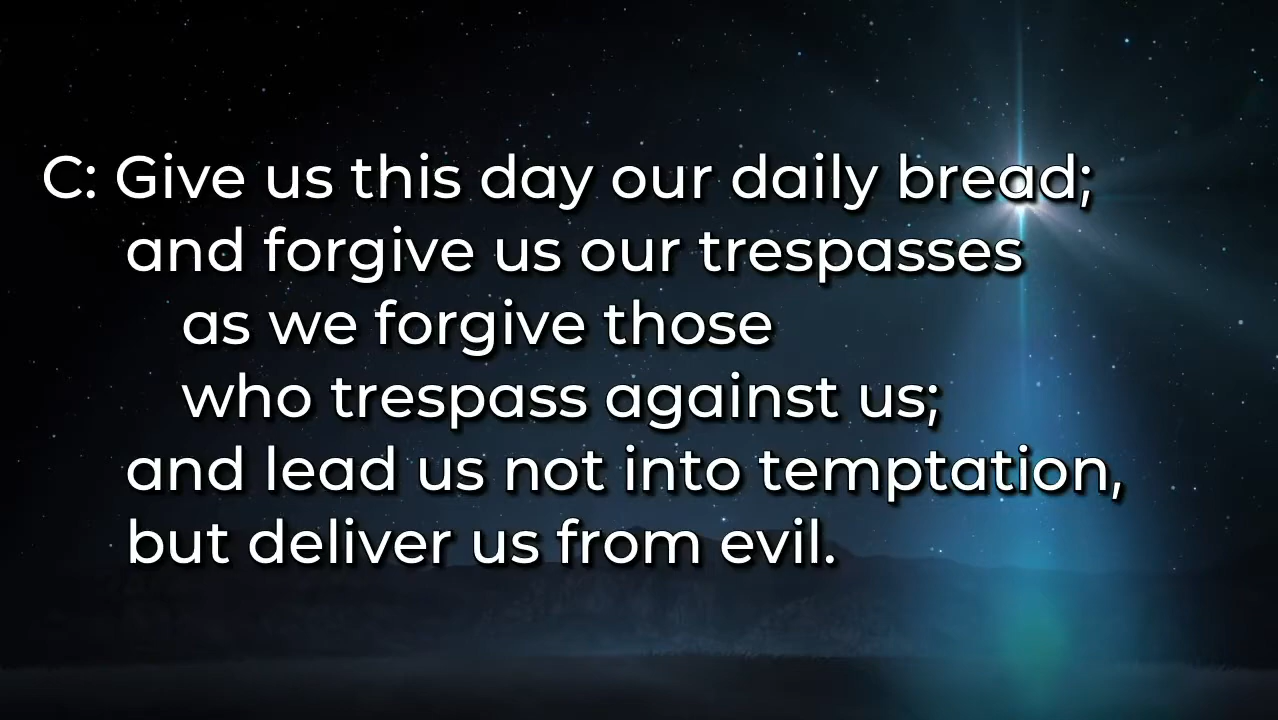 C: Give us this day our daily bread;
and forgive us our trespasses
as we forgive those
who trespass against us;
and lead us not into temptation,
but deliver us from evil.